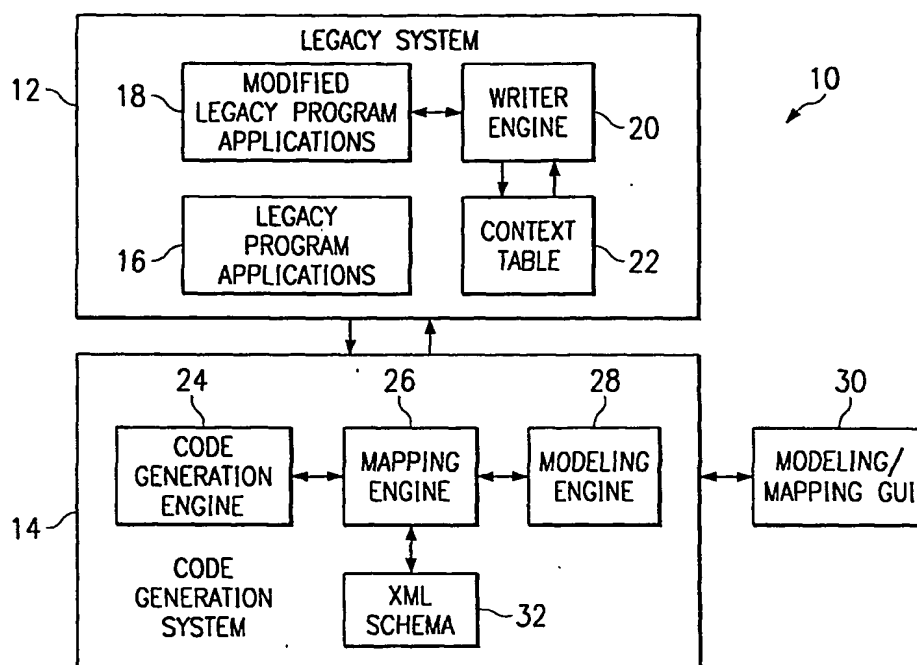 LEGACY SYSTEM
12
18
MODIFIED
LEGACY PROGRAM
APPLICATIONS
WRITER
ENGINE
20
10
16
LEGACY
PROGRAM
APPLICATIONS
CONTEXT
TABLE
22
24
26
28
30
CODE
GENERATION
ENGINE
MAPPING
ENGINE
MODELING
ENGINE
MODELING/
MAPPING GUI
14
CODE
GENERATION
SYSTEM
XML
SCHEMA
32